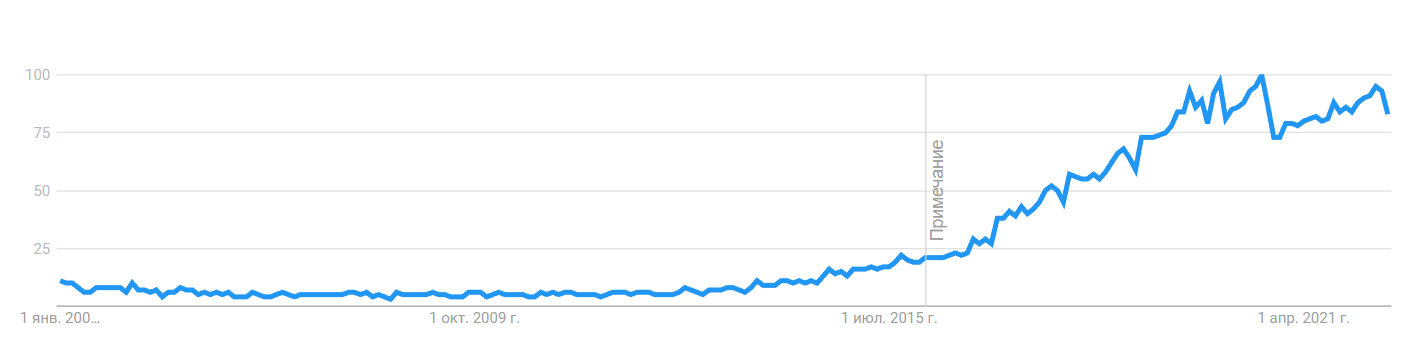 100
75
50
25
Примечание
1 янв. 200...
1 окт. 2009 г.
1 июл. 2015 г.
1 апр. 2021 г.